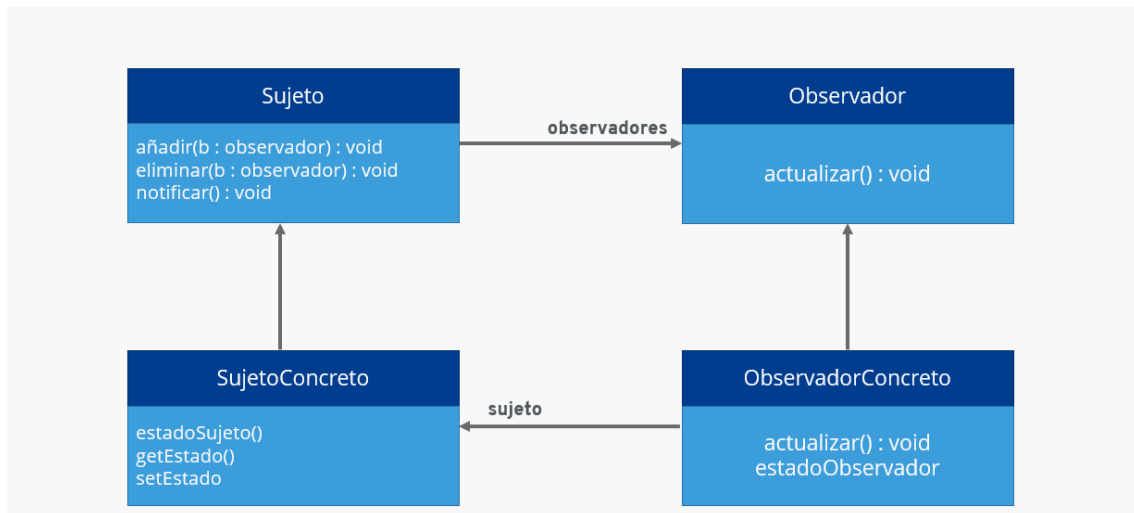 Sujeto
añadir(b : observador) : void
eliminar(b : observador) : void
notificar() : void
observadores
Observador
actualizar() : void
SujetoConcreto
estadoSujeto()
getEstado()
setEstado
sujeto
ObservadorConcreto
actualizar() : void
estadoObservador